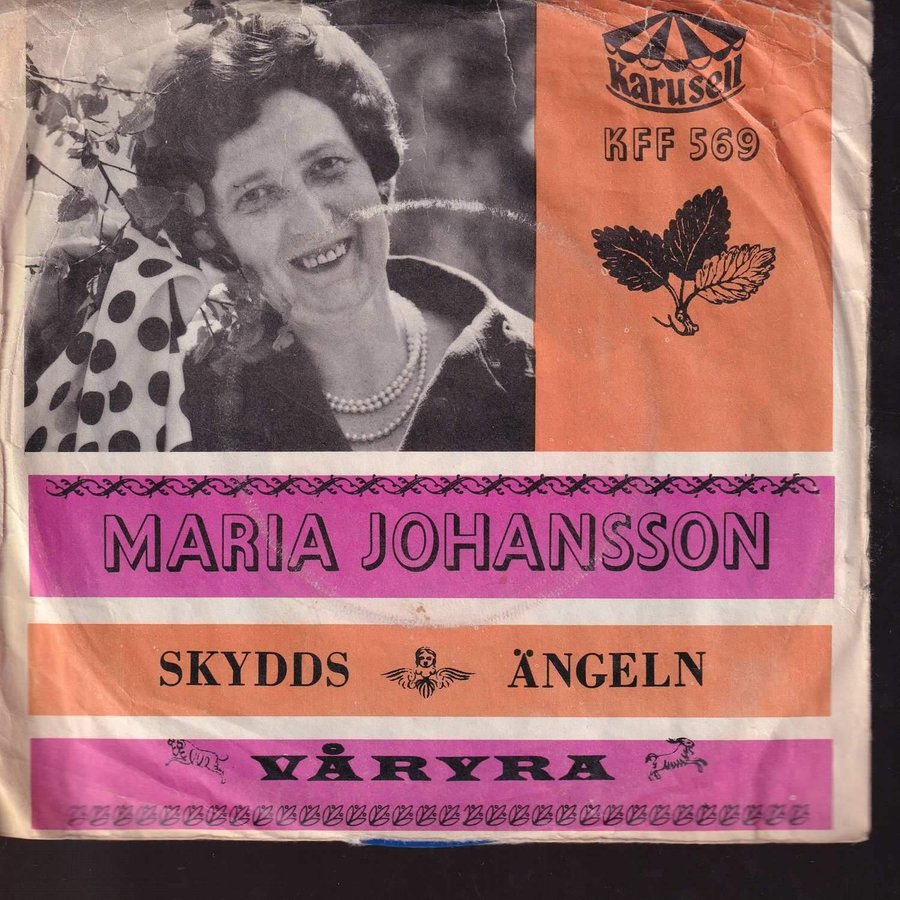 Karusell
KFF 569
MARIA JOHANSSON
SKYDDS ÄNGELN
VÅRYRA